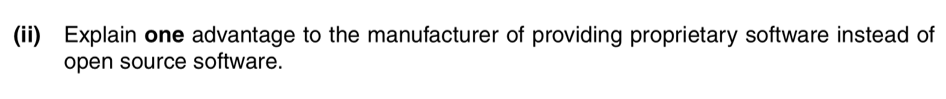 (ii) Explain one advantage to the manufacturer of providing proprietary software instead of
open source software.